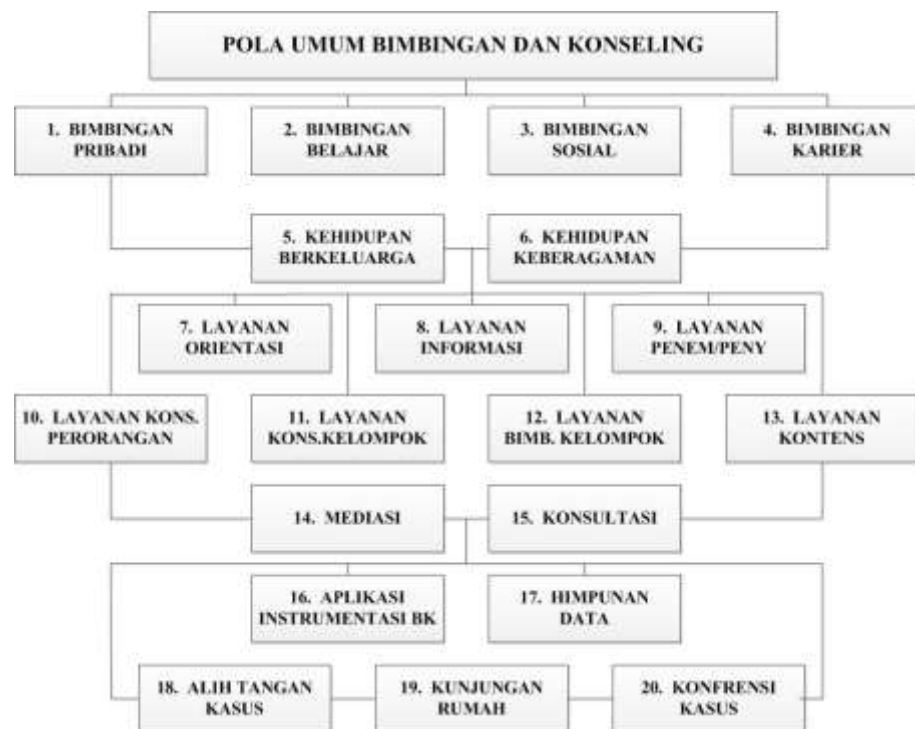 POLA UMUM BIMBINGAN DAN KONSELING
1. BIMBINGAN
PRIBADI
2. BIMBINGAN
BELAJAR
3. BIMBINGAN
SOSIAL
4. BIMBINGAN
KARIER
5. KEHIDUPAN
BERKELUARGA
6. KEHIDUPAN
KEBERAGAMAN
7. LAYANAN
ORIENTASI
8. LAYANAN
INFORMASI
9. LAYANAN
PENEM/PENY
10. LAYANAN KONS.
PERORANGAN
11. LAYANAN
KONS.KELOMPOK
12. LAYANAN
BIMB. KELOMPOK
13. LAYANAN
KONTENS
14. MEDIASI
15. KONSULTASI
16. APLIKASI
INSTRUMENTASI BK
17. HIMPUNAN
DATA
18. ALIH TANGAN
KASUS
19. KUNJUNGAN
RUMAH
20. KONFRENSI
KASUS